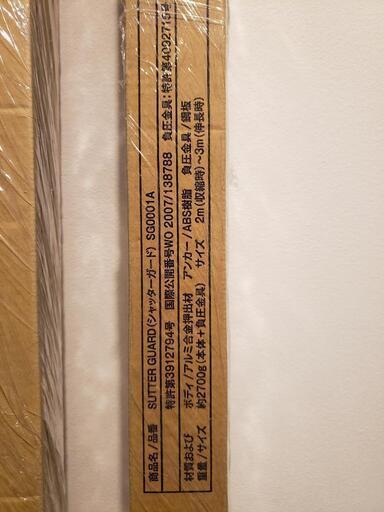 商品名/品番 SUTTER GUARD(シャッターガード) SG0001A
特許第3912794号 国際公開番号WO 2007/138788 負圧金具:特許第4032715号
材質および ボディ/アルミ合金押出材 アンカー/ABS樹脂 負圧金具/鋼板
重量/サイズ 約2700g(本体+負圧金具) サイズ 2m(収縮時)~3m(伸長時)